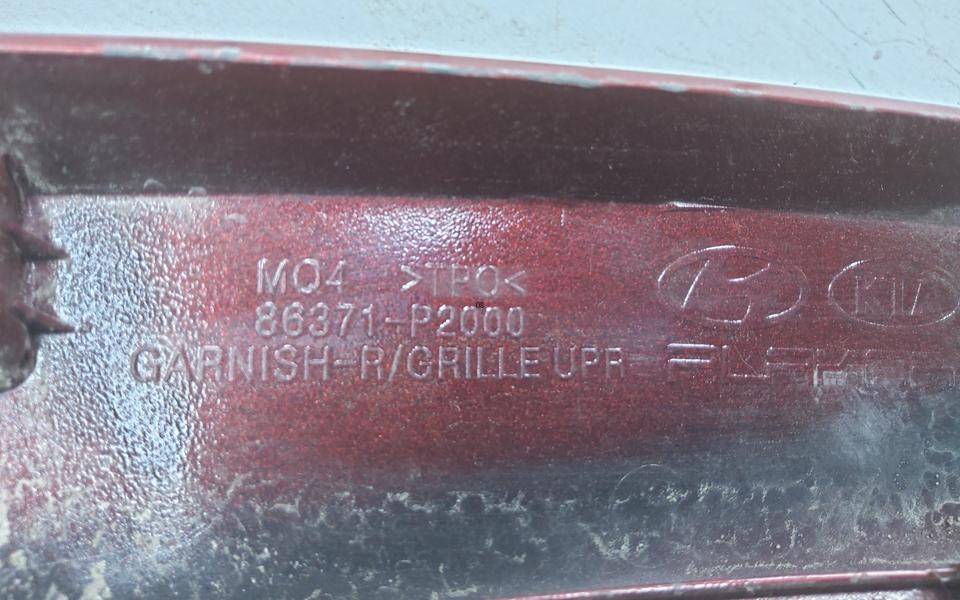 MQ4 >TPO<
86371-P2000
GARNISH-R/GRILLE UPR
KIA